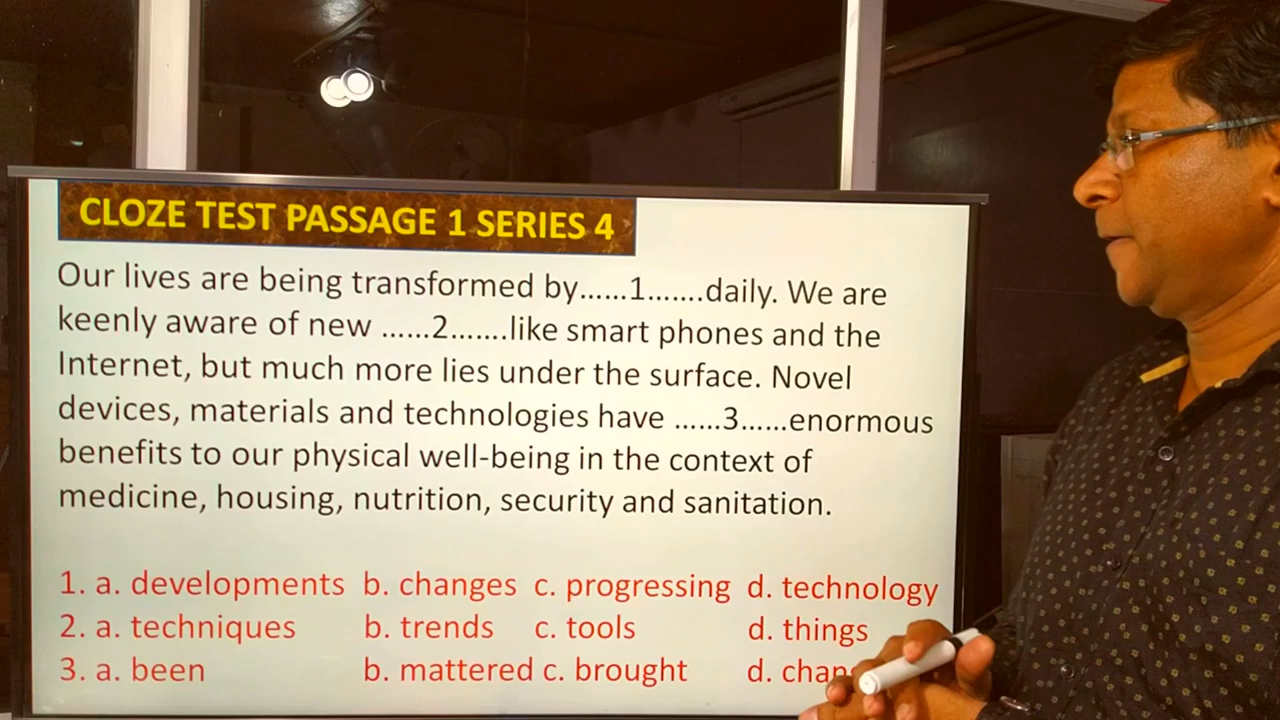 CLOZE TEST PASSAGE 1 SERIES 4
Our lives are being transformed by......1.......daily. We are
keenly aware of new ......2.......like smart phones and the
Internet, but much more lies under the surface. Novel
devices, materials and technologies have ......3......enormous
benefits to our physical well-being in the context of
medicine, housing, nutrition, security and sanitation.
1. a. developments b. changes c. progressing d. technology
2. a. techniques b. trends c. tools d. things
3. a. been b. mattered c. brought d.